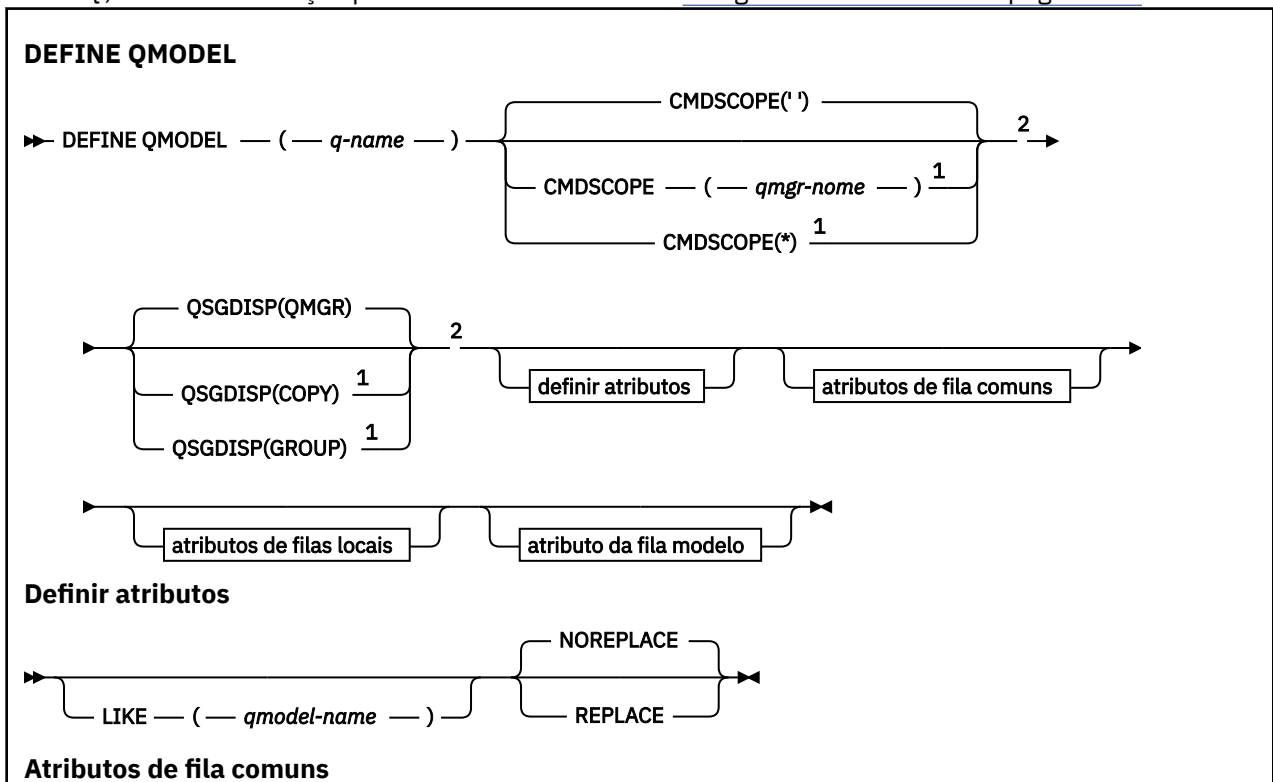 DEFINE QMODEL
CMDSCOPE(' ')
DEFINE QMODEL ( q-name ) 2
CMDSCOPE ( qmgr-nome ) 1
CMDSCOPE(*) 1
QSGDISP(QMGR)
2
QSGDISP(COPY) 1 definir atributos atributos de fila comuns
QSGDISP(GROUP) 1
atributos de filas locais atributo da fila modelo
Definir atributos
NOREPLACE
LIKE ( qmodel-name ) REPLACE
Atributos de fila comuns